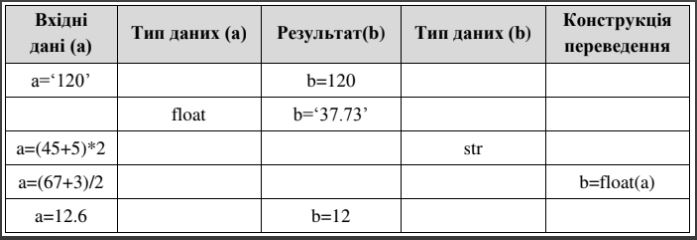 Вхідні дані (a) Тип даних (a) Результат(b) Тип даних (b) Конструкція переведення
a=‘120’ b=120
float b=‘37.73’
a=(45+5)*2 str
a=(67+3)/2 b=float(a)
a=12.6 b=12